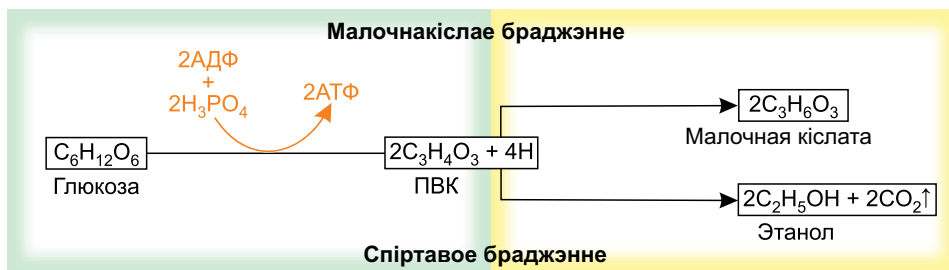 Малочнакіслае браджэнне
2АДФ
+
2H₃PO₄
2АТФ
C₆H₁₂O₆
Глюкоза
2C₃H₄O₃ + 4H
ПВК
2C₃H₆O₃
Малочная кіслата
2C₂H₅OH + 2CO₂↑
Этанол
Спіртавое браджэнне